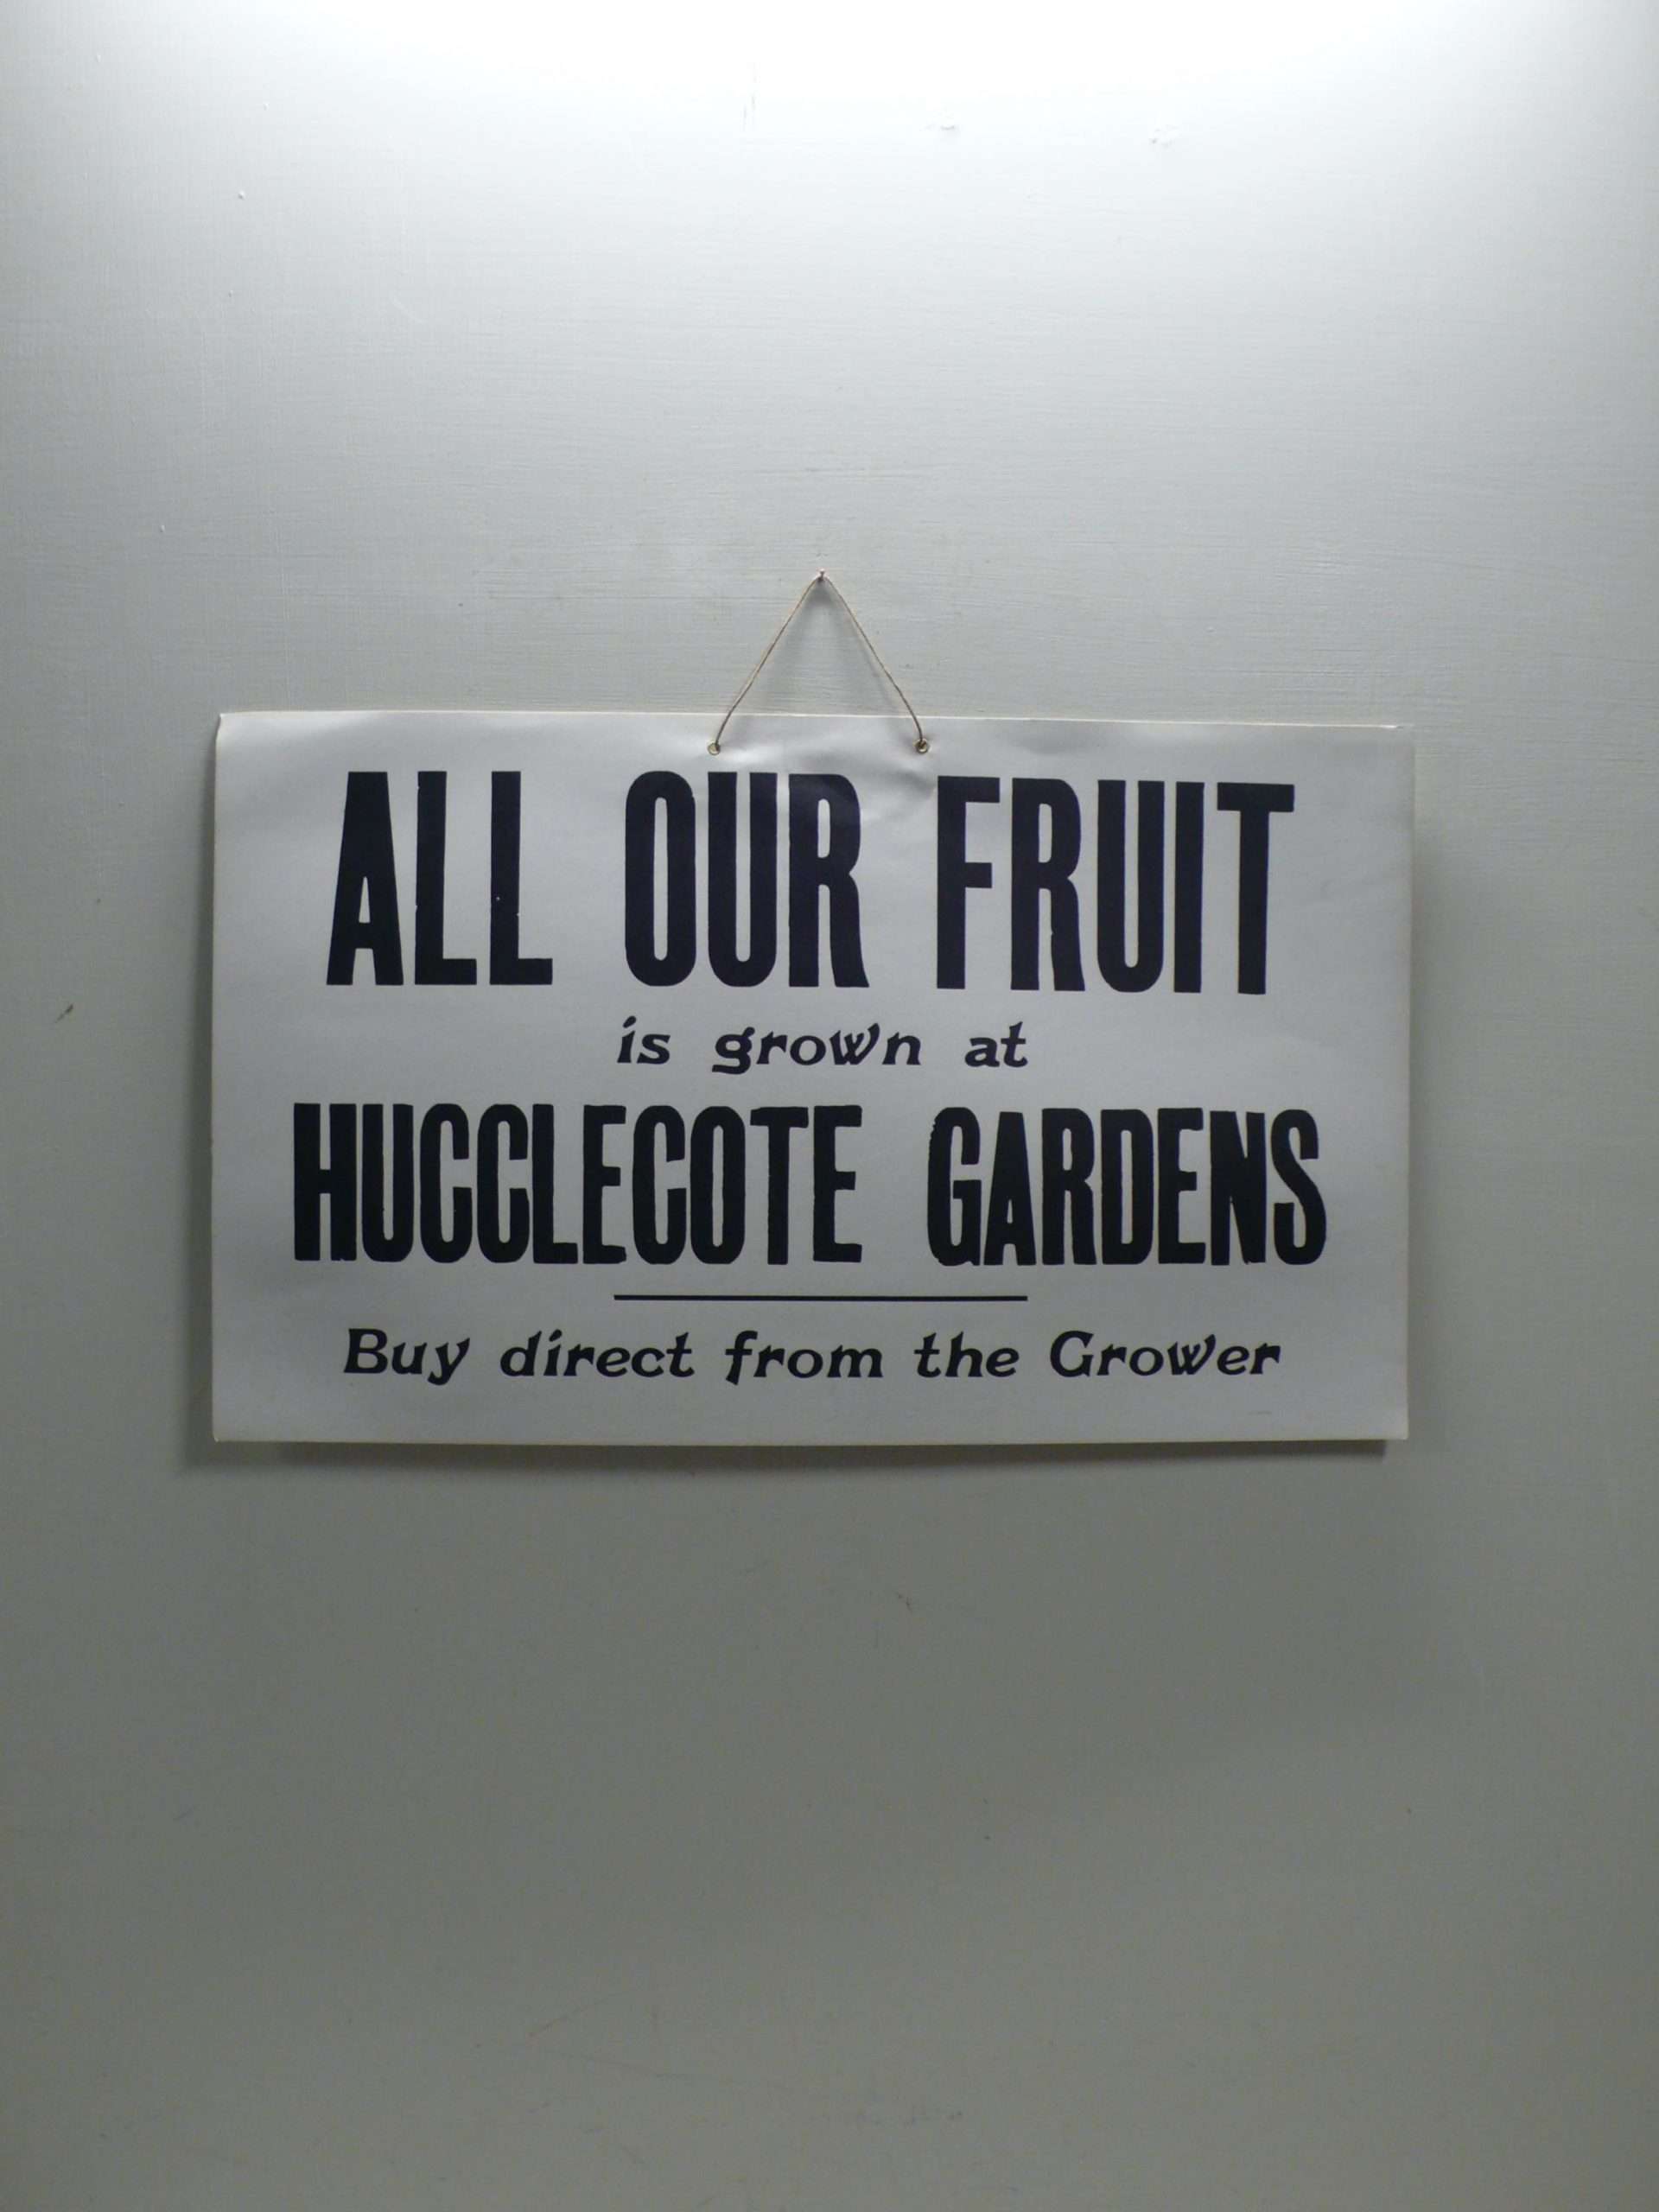 ALL OUR FRUIT
is grown at
HUCCLECOTE GARDENS
Buy direct from the Grower